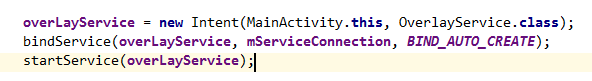 overLayService = new Intent(MainActivity.this, OverlayService.class);
bindService(overLayService, mServiceConnection, BIND_AUTO_CREATE);
startService(overLayService);